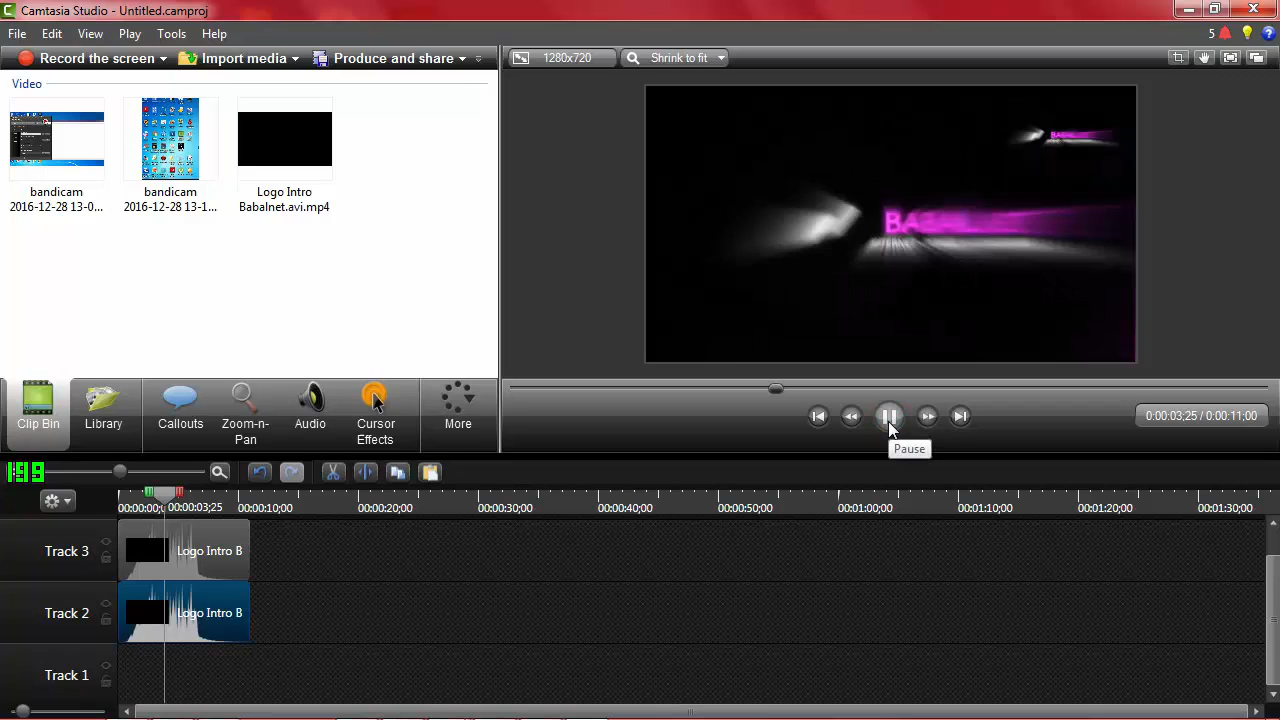 Camtasia Studio - Untitled.camproj
File Edit View Play Tools Help
5
Record the screen Import media Produce and share
1280x720 Shrink to fit
Video
bandicam
2016-12-28 13-0...
bandicam
2016-12-28 13-1...
Logo Intro
Babalnet.avi.mp4
Clip Bin
Library
Callouts
Zoom-n-
Pan
Audio
Cursor
Effects
More
0:00:03;25 / 0:00:11;00
Pause
199
00:00:00;0 00:00:03;25 00:00:10;00 00:00:20;00 00:00:30;00 00:00:40;00 00:00:50;00 00:01:00;00 00:01:10;00 00:01:20;00 00:01:30;00
Track 3
Logo Intro B
Track 2
Logo Intro B
Track 1